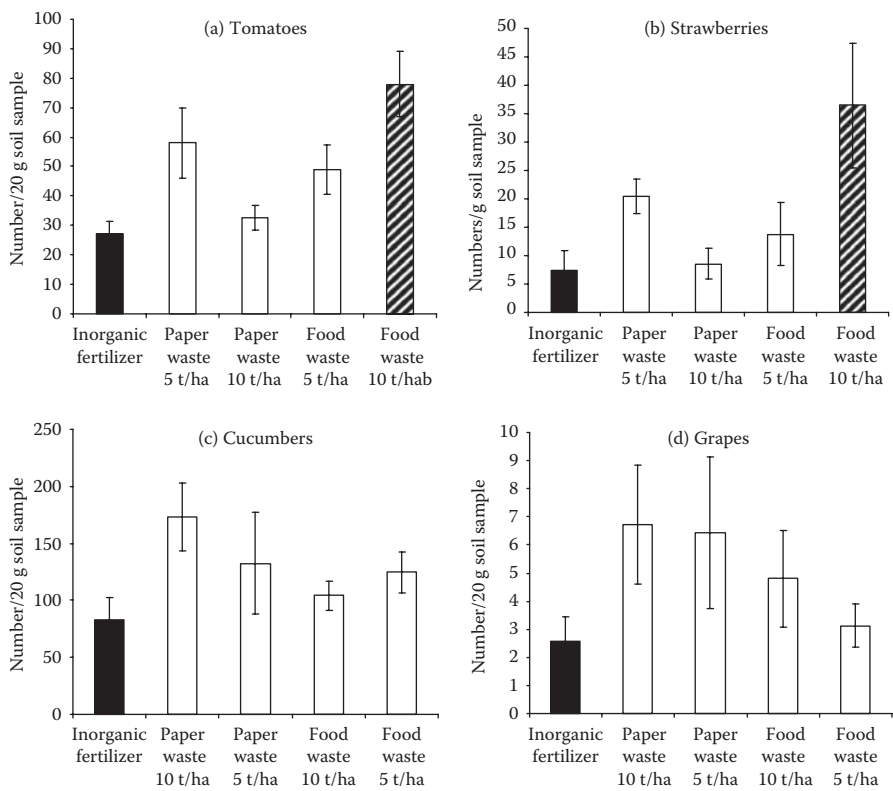 (a) Tomatoes
Number/20 g soil sample
100
90
80
70
60
50
40
30
20
10
0
Inorganic Paper Paper Food Food
fertilizer waste waste waste waste
5 t/ha 10 t/ha 5 t/ha 10 t/hab
(b) Strawberries
Numbers/g soil sample
50
45
40
35
30
25
20
15
10
5
0
Inorganic Paper Paper Food Food
fertilizer waste waste waste waste
5 t/ha 10 t/ha 5 t/ha 10 t/ha
(c) Cucumbers
Number/20 g soil sample
250
200
150
100
50
0
Inorganic Paper Paper Food Food
fertilizer waste waste waste waste
10 t/ha 5 t/ha 10 t/ha 5 t/ha
(d) Grapes
Number/20 g soil sample
10
9
8
7
6
5
4
3
2
1
0
Inorganic Paper Paper Food Food
fertilizer waste waste waste waste
10 t/ha 5 t/ha 10 t/ha 5 t/ha